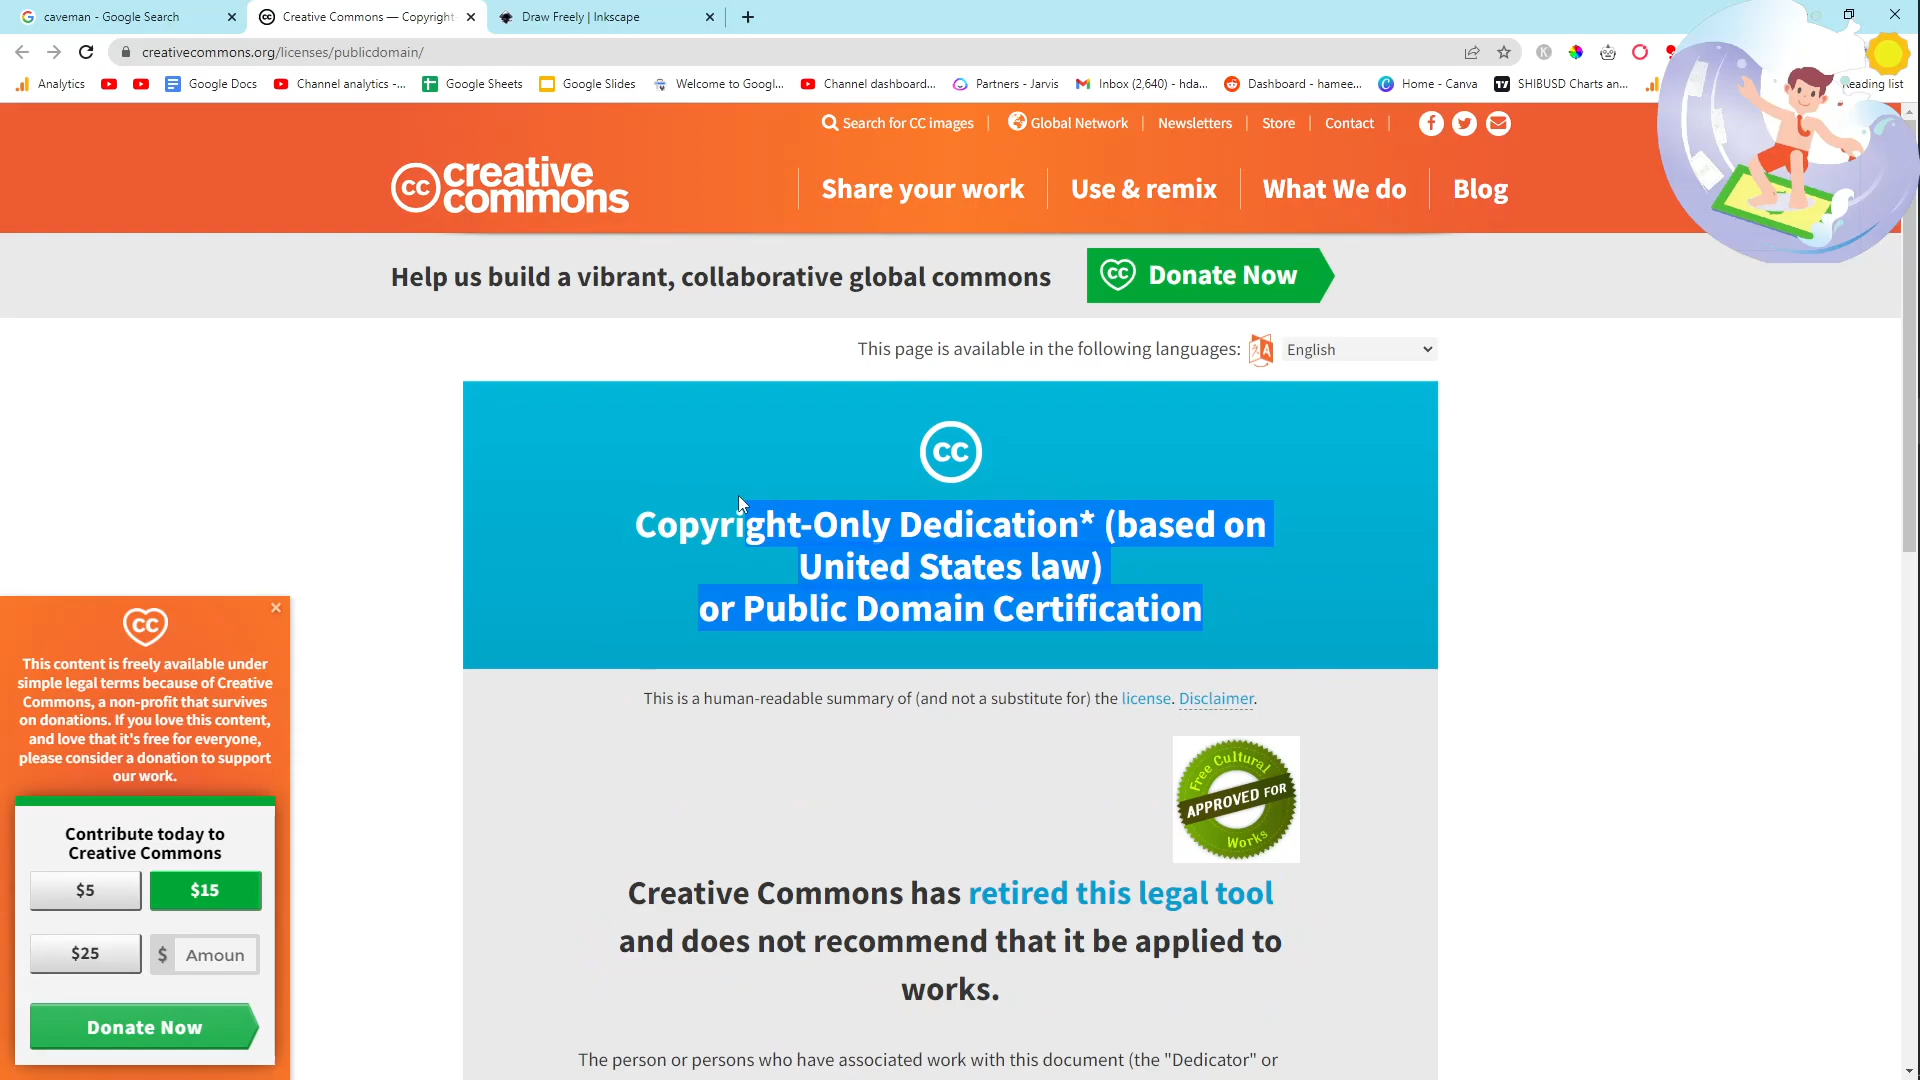 caveman - Google Search
Creative Commons — Copyright-
Draw Freely | Inkscape
creativecommons.org/licenses/publicdomain/
Analytics
Google Docs
Channel analytics -...
Google Sheets
Google Slides
Welcome to Googl...
Channel dashboard...
Partners - Jarvis
Inbox (2,640) - hda...
Dashboard - hamee...
Home - Canva
SHIBUSD Charts an...
Reading list
Search for CC images | Global Network | Newsletters | Store | Contact |
cc creative commons
Share your work
Use & remix
What We do
Blog
Help us build a vibrant, collaborative global commons
cc Donate Now
This page is available in the following languages:
English
cc
Copyright-Only Dedication* (based on
United States law)
or Public Domain Certification
This is a human-readable summary of (and not a substitute for) the license. Disclaimer.
Free Cultural
APPROVED FOR
Works
Creative Commons has retired this legal tool
and does not recommend that it be applied to
works.
The person or persons who have associated work with this document (the "Dedicator" or
cc
This content is freely available under
simple legal terms because of Creative
Commons, a non-profit that survives
on donations. If you love this content,
and love that it's free for everyone,
please consider a donation to support
our work.
Contribute today to
Creative Commons
$5
$15
$25
$ Amoun
Donate Now